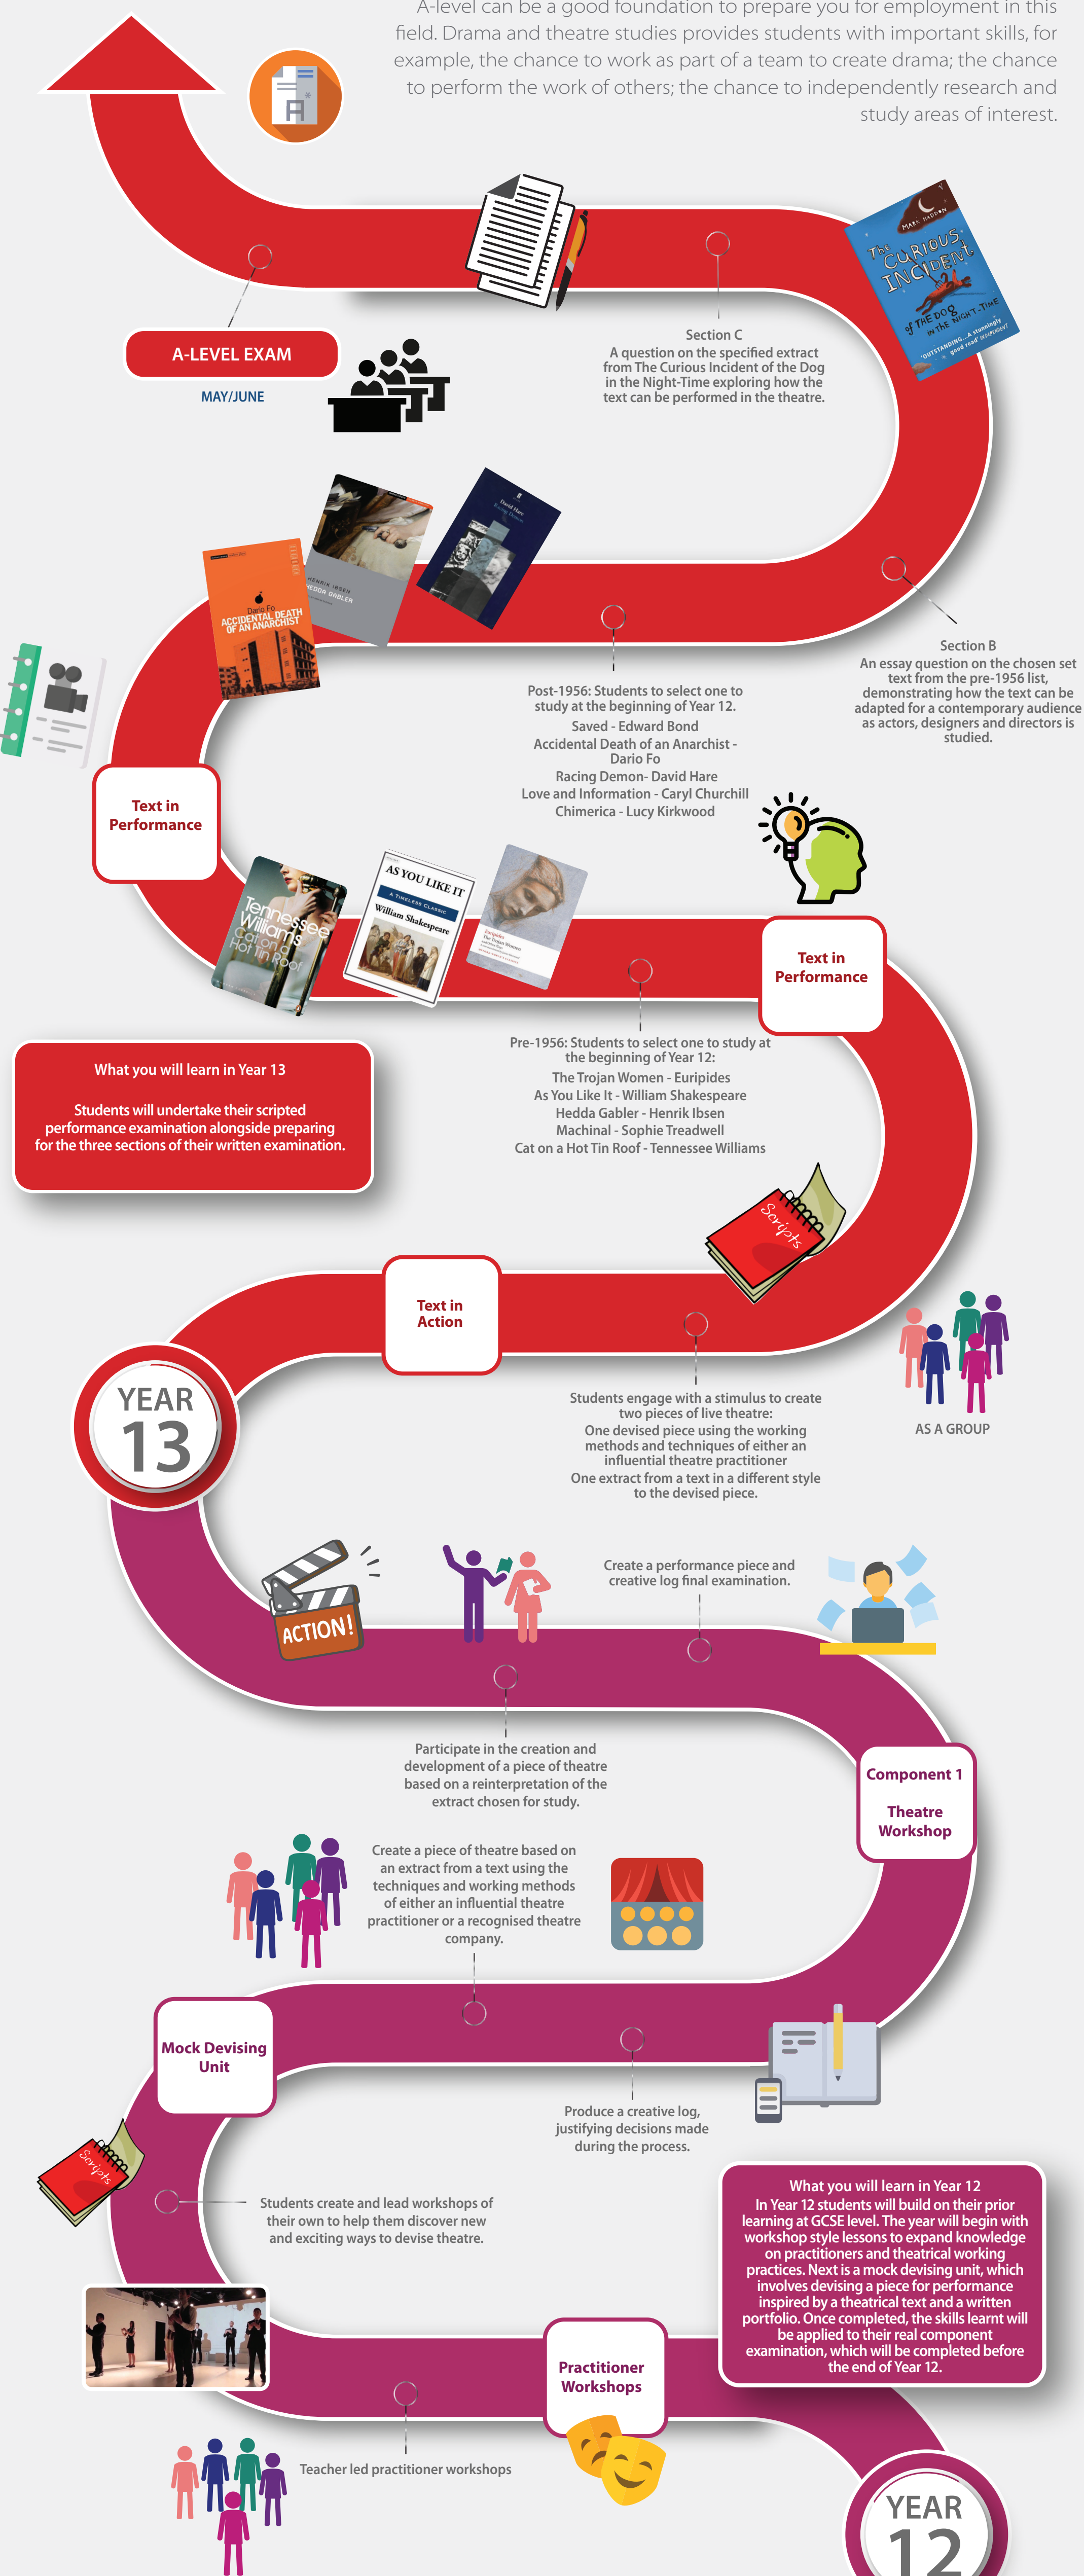 A-level can be a good foundation to prepare you for employment in this
field. Drama and theatre studies provides students with important skills, for
example, the chance to work as part of a team to create drama; the chance
to perform the work of others; the chance to independently research and
study areas of interest.
A
MARK HADDON
The
CURIOUS
INCIDENT
of THE DOG
IN THE NIGHT-TIME
'OUTSTANDING...A stunningly
good read' INDEPENDENT
Section C
A question on the specified extract
from The Curious Incident of the Dog
in the Night-Time exploring how the
text can be performed in the theatre.
A-LEVEL EXAM
MAY/JUNE
David Hare
RACING DEMON
HENRIK IBSEN
HEDDA GABLER
Dario Fo
ACCIDENTAL DEATH
OF AN ANARCHIST
Section B
An essay question on the chosen set
text from the pre-1956 list,
demonstrating how the text can be
adapted for a contemporary audience
as actors, designers and directors is
studied.
Post-1956: Students to select one to
study at the beginning of Year 12.
Saved - Edward Bond
Accidental Death of an Anarchist -
Dario Fo
Racing Demon- David Hare
Love and Information - Caryl Churchill
Chimerica - Lucy Kirkwood
Text in
Performance
Tennessee
Williams
Cat on a
Hot Tin Roof
AS YOU LIKE IT
A TIMELESS CLASSIC
William Shakespeare
Euripides
The Trojan Women
Text in
Performance
Pre-1956: Students to select one to study at
the beginning of Year 12:
The Trojan Women - Euripides
As You Like It - William Shakespeare
Hedda Gabler - Henrik Ibsen
Machinal - Sophie Treadwell
Cat on a Hot Tin Roof - Tennessee Williams
What you will learn in Year 13
Students will undertake their scripted
performance examination alongside preparing
for the three sections of their written examination.
Scripts
Text in
Action
YEAR
13
Students engage with a stimulus to create
two pieces of live theatre:
One devised piece using the working
methods and techniques of either an
influential theatre practitioner
One extract from a text in a different style
to the devised piece.
AS A GROUP
ACTION!
Create a performance piece and
creative log final examination.
Participate in the creation and
development of a piece of theatre
based on a reinterpretation of the
extract chosen for study.
Component 1
Theatre
Workshop
Create a piece of theatre based on
an extract from a text using the
techniques and working methods
of either an influential theatre
practitioner or a recognised theatre
company.
Mock Devising
Unit
Produce a creative log,
justifying decisions made
during the process.
Scripts
Students create and lead workshops of
their own to help them discover new
and exciting ways to devise theatre.
What you will learn in Year 12
In Year 12 students will build on their prior
learning at GCSE level. The year will begin with
workshop style lessons to expand knowledge
on practitioners and theatrical working
practices. Next is a mock devising unit, which
involves devising a piece for performance
inspired by a theatrical text and a written
portfolio. Once completed, the skills learnt will
be applied to their real component
examination, which will be completed before
the end of Year 12.
Practitioner
Workshops
Teacher led practitioner workshops
YEAR
12